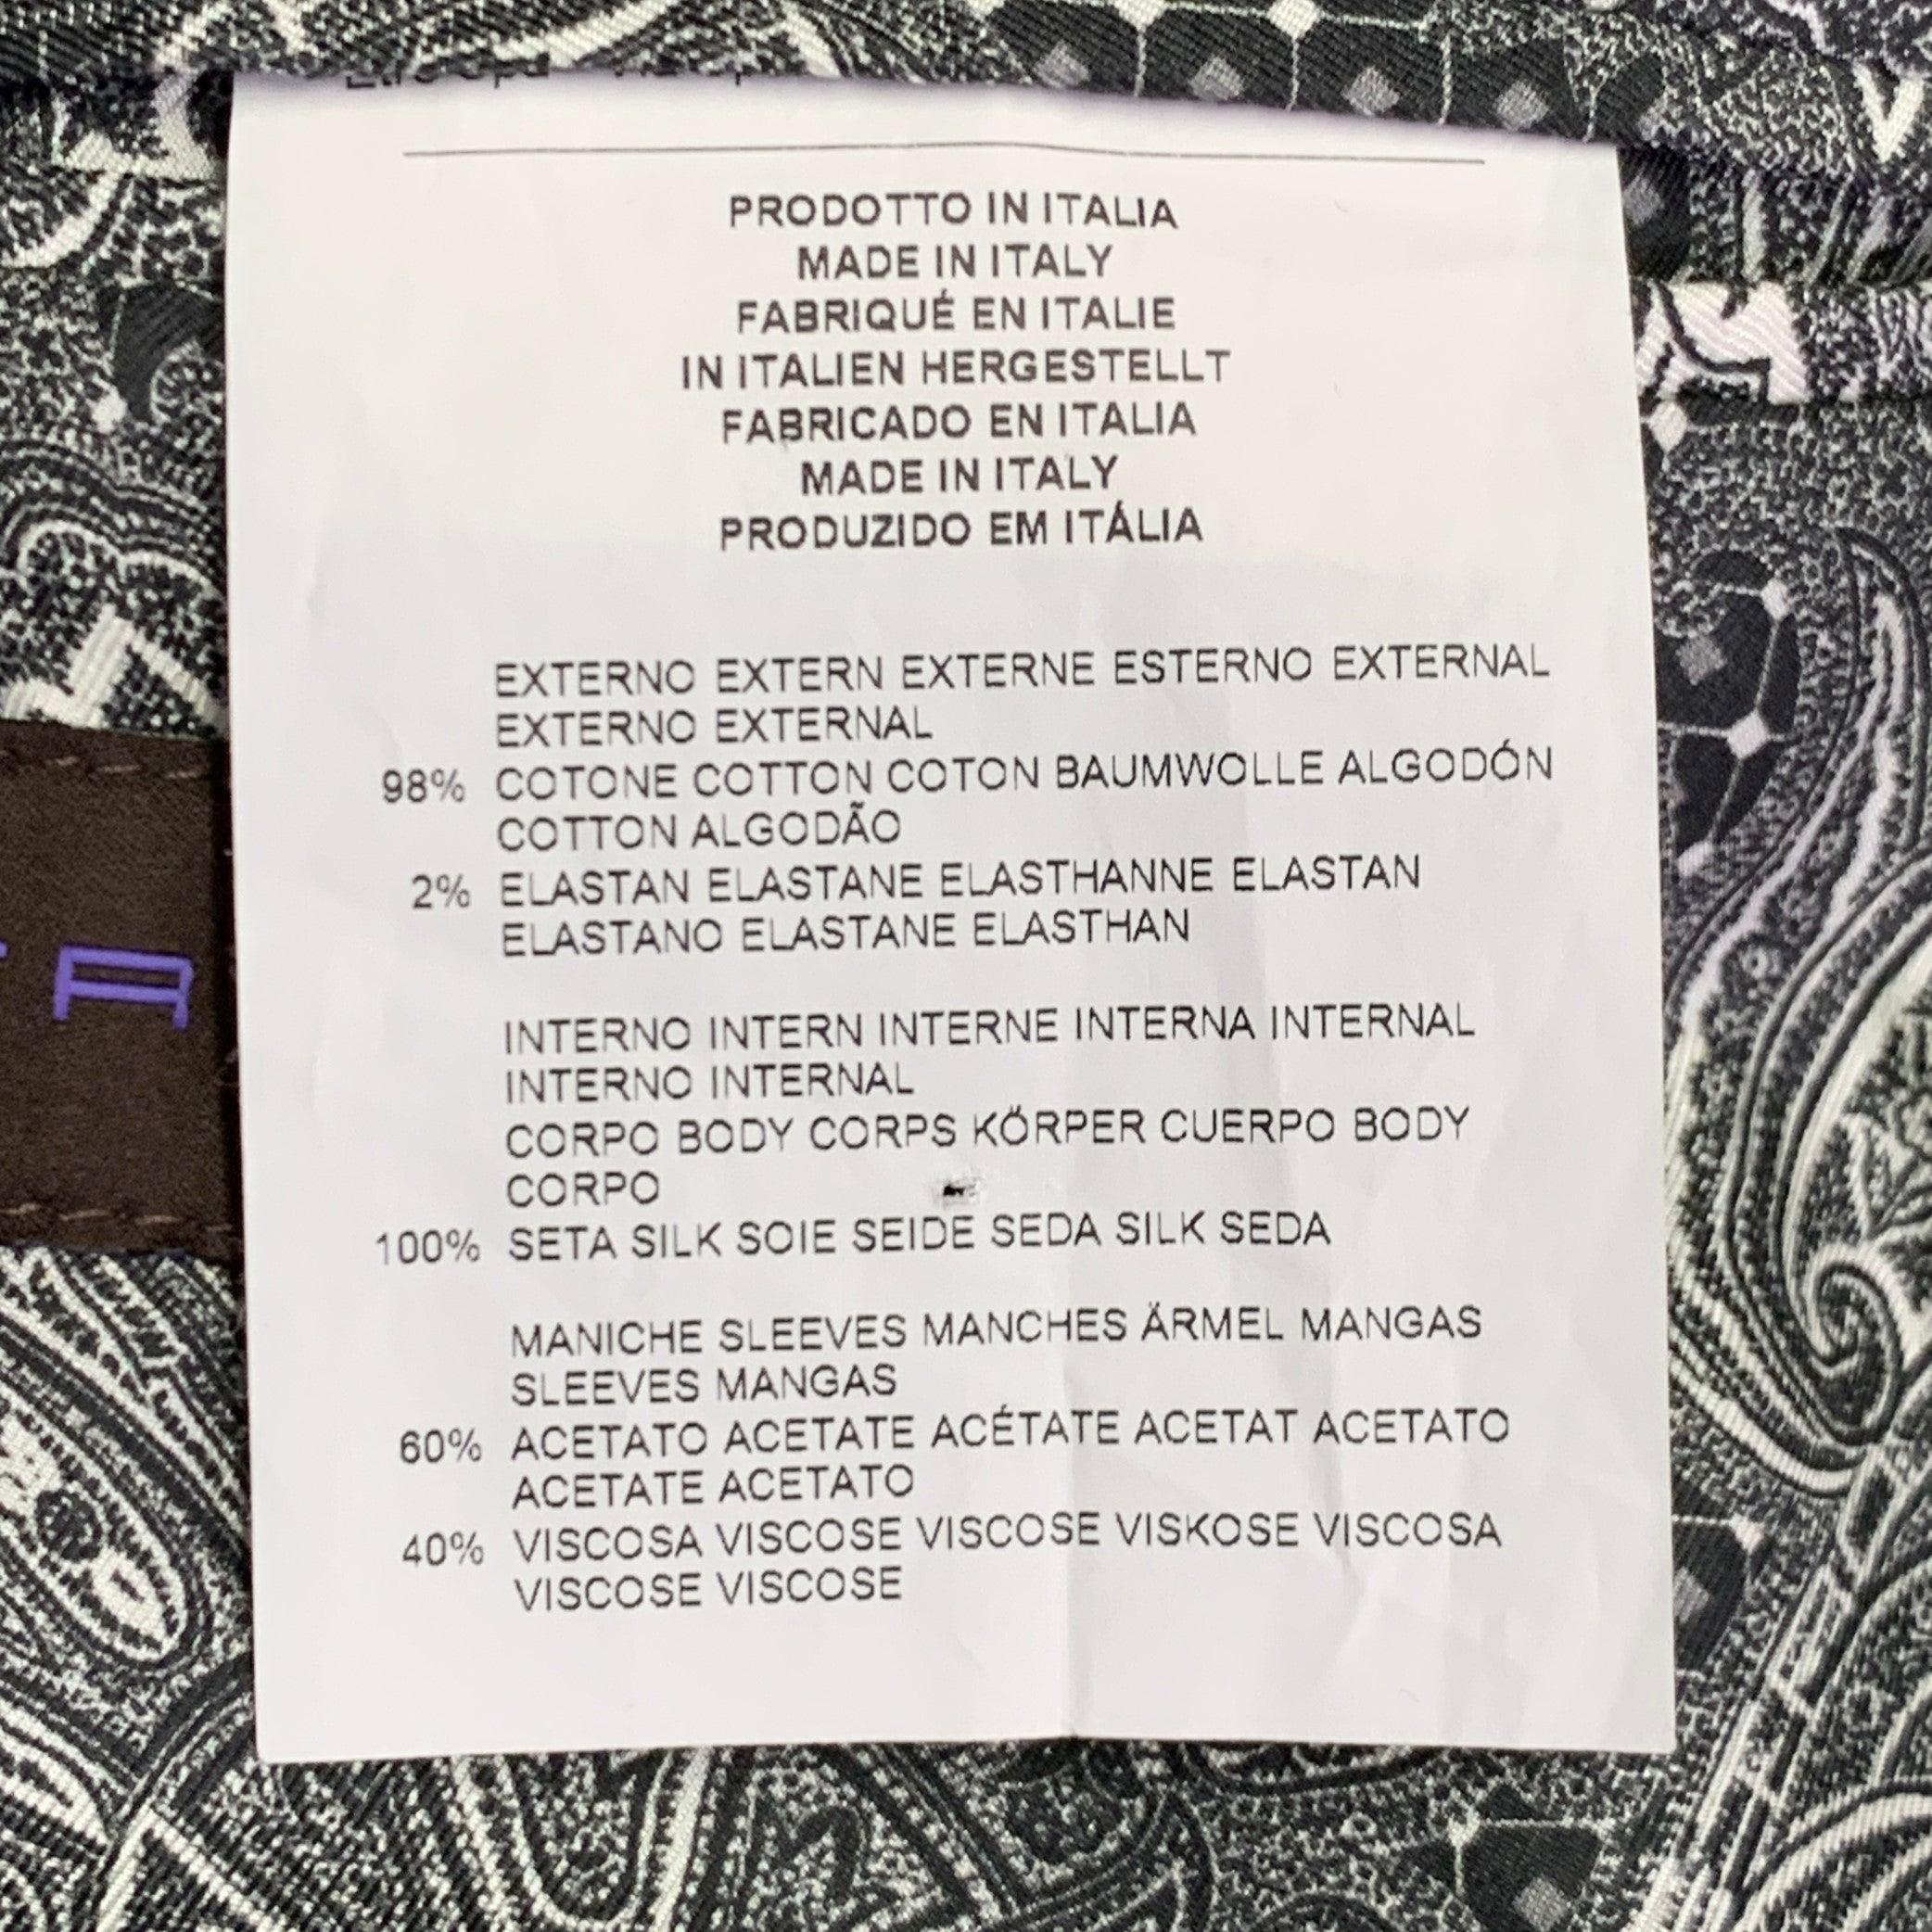 PRODOTTO IN ITALIA
MADE IN ITALY
FABRIQUÉ EN ITALIE
IN ITALIEN HERGESTELLT
FABRICADO EN ITALIA
MADE IN ITALY
PRODUZIDO EM ITÁLIA
EXTERNO EXTERN EXTERNE ESTERNO EXTERNAL
EXTERNO EXTERNAL
98% COTONE COTTON COTON BAUMWOLLE ALGODÓN
COTTON ALGODÃO
2% ELASTAN ELASTANE ELASTHANNE ELASTAN
ELASTANO ELASTANE ELASTHAN
INTERNO INTERN INTERNE INTERNA INTERNAL
INTERNO INTERNAL
CORPO BODY CORPS KÖRPER CUERPO BODY
CORPO
100% SETA SILK SOIE SEIDE SEDA SILK SEDA
MANICHE SLEEVES MANCHES ÄRMEL MANGAS
SLEEVES MANGAS
60% ACETATO ACETATE ACÉTATE ACETAT ACETATO
ACETATE ACETATO
40% VISCOSA VISCOSE VISCOSE VISKOSE VISCOSA
VISCOSE VISCOSE